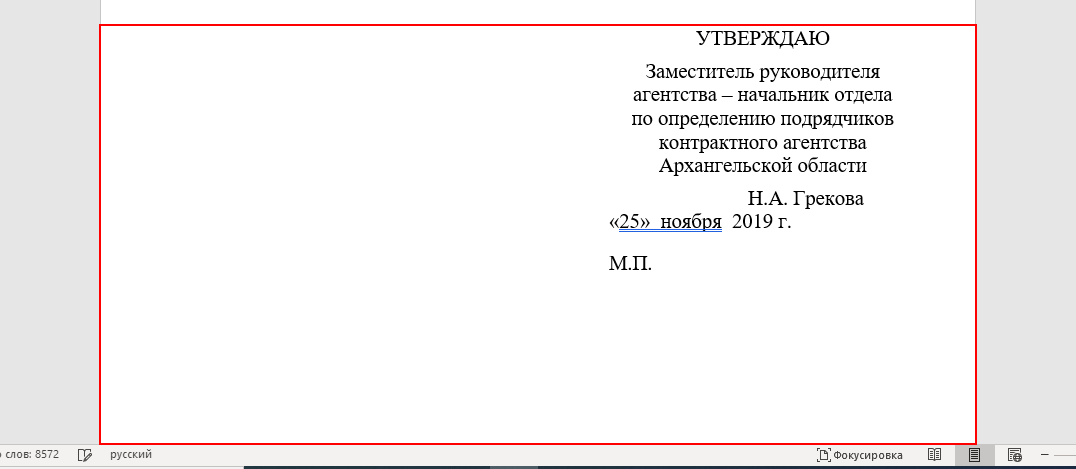 УТВЕРЖДАЮ
Заместитель руководителя
агентства – начальник отдела
по определению подрядчиков
контрактного агентства
Архангельской области
Н.А. Грекова
«25» ноября 2019 г.
М.П.
слов: 8572 русский Фокусировка